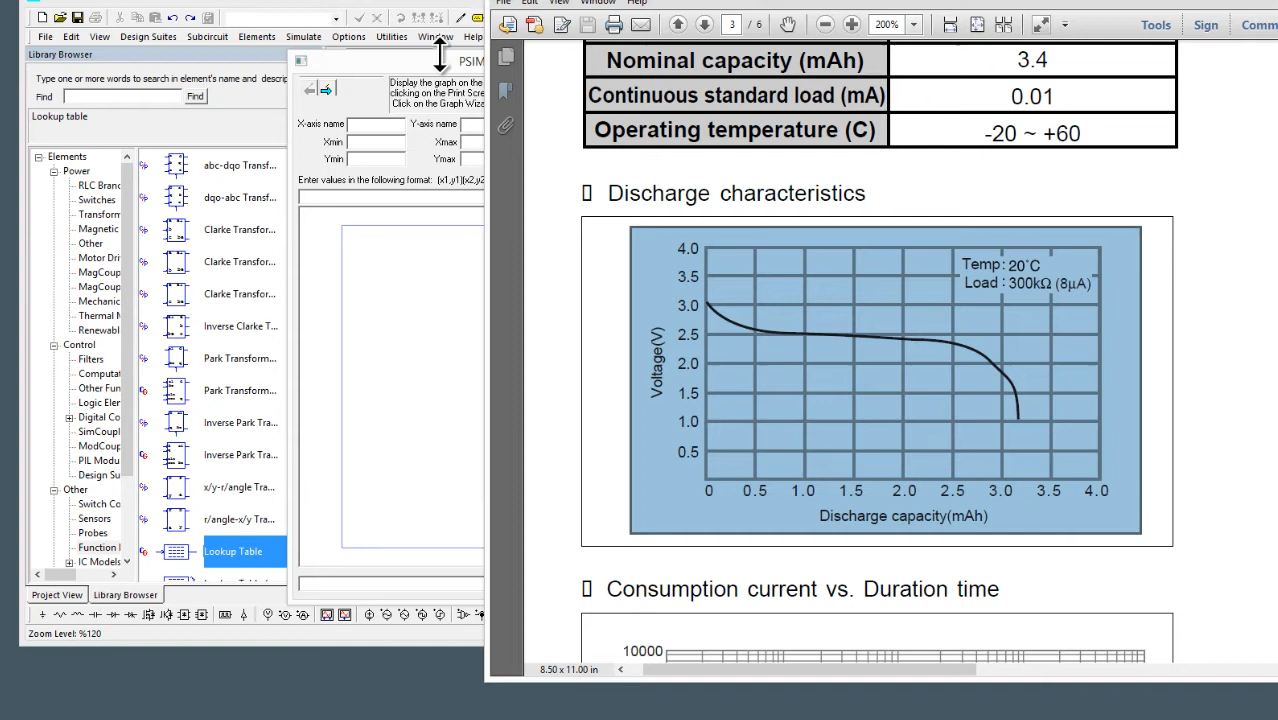 File Edit View Design Suites Subcircuit Elements Simulate Options Utilities Window Help
Library Browser
Type one or more words to search in element's name and descrip
Find Find
Lookup table
Elements
Power
RLC Branc
Switches
Transform
Magnetic
Other
Motor Driv
MagCoup
MagCoup
Mechanic
Thermal M
Renewabl
Control
Filters
Computat
Other Fun
Logic Elem
Digital Co
SimCouple
ModCoup
PIL Modu
Design Su
Other
Switch Co
Sensors
Probes
Function B
IC Models
abc-dqo Transf...
dqo-abc Transf...
Clarke Transfor...
Clarke Transfor...
Clarke Transfor...
Inverse Clarke T...
Park Transform...
Park Transform...
Inverse Park Tra...
Inverse Park Tra...
x/y-r/angle Tra...
r/angle-x/y Tra...
Lookup Table
Project View Library Browser
Zoom Level: %120
PSIM
Display the graph on the
clicking on the Print Scree
Click on the Graph Wiza
X-axis name Y-axis name
Xmin Xmax
Ymin Ymax
Enter values in the following format: (x1,y1)(x2,y2
File Edit View Window Help
3 / 6 200% Tools Sign Comm
Nominal capacity (mAh) 3.4
Continuous standard load (mA) 0.01
Operating temperature (C) -20 ~ +60
Discharge characteristics
4.0
3.5
3.0
2.5
2.0
1.5
1.0
0.5
Voltage(V)
Temp : 20°C
Load : 300kΩ (8μA)
0 0.5 1.0 1.5 2.0 2.5 3.0 3.5 4.0
Discharge capacity(mAh)
Consumption current vs. Duration time
10000
8.50 x 11.00 in